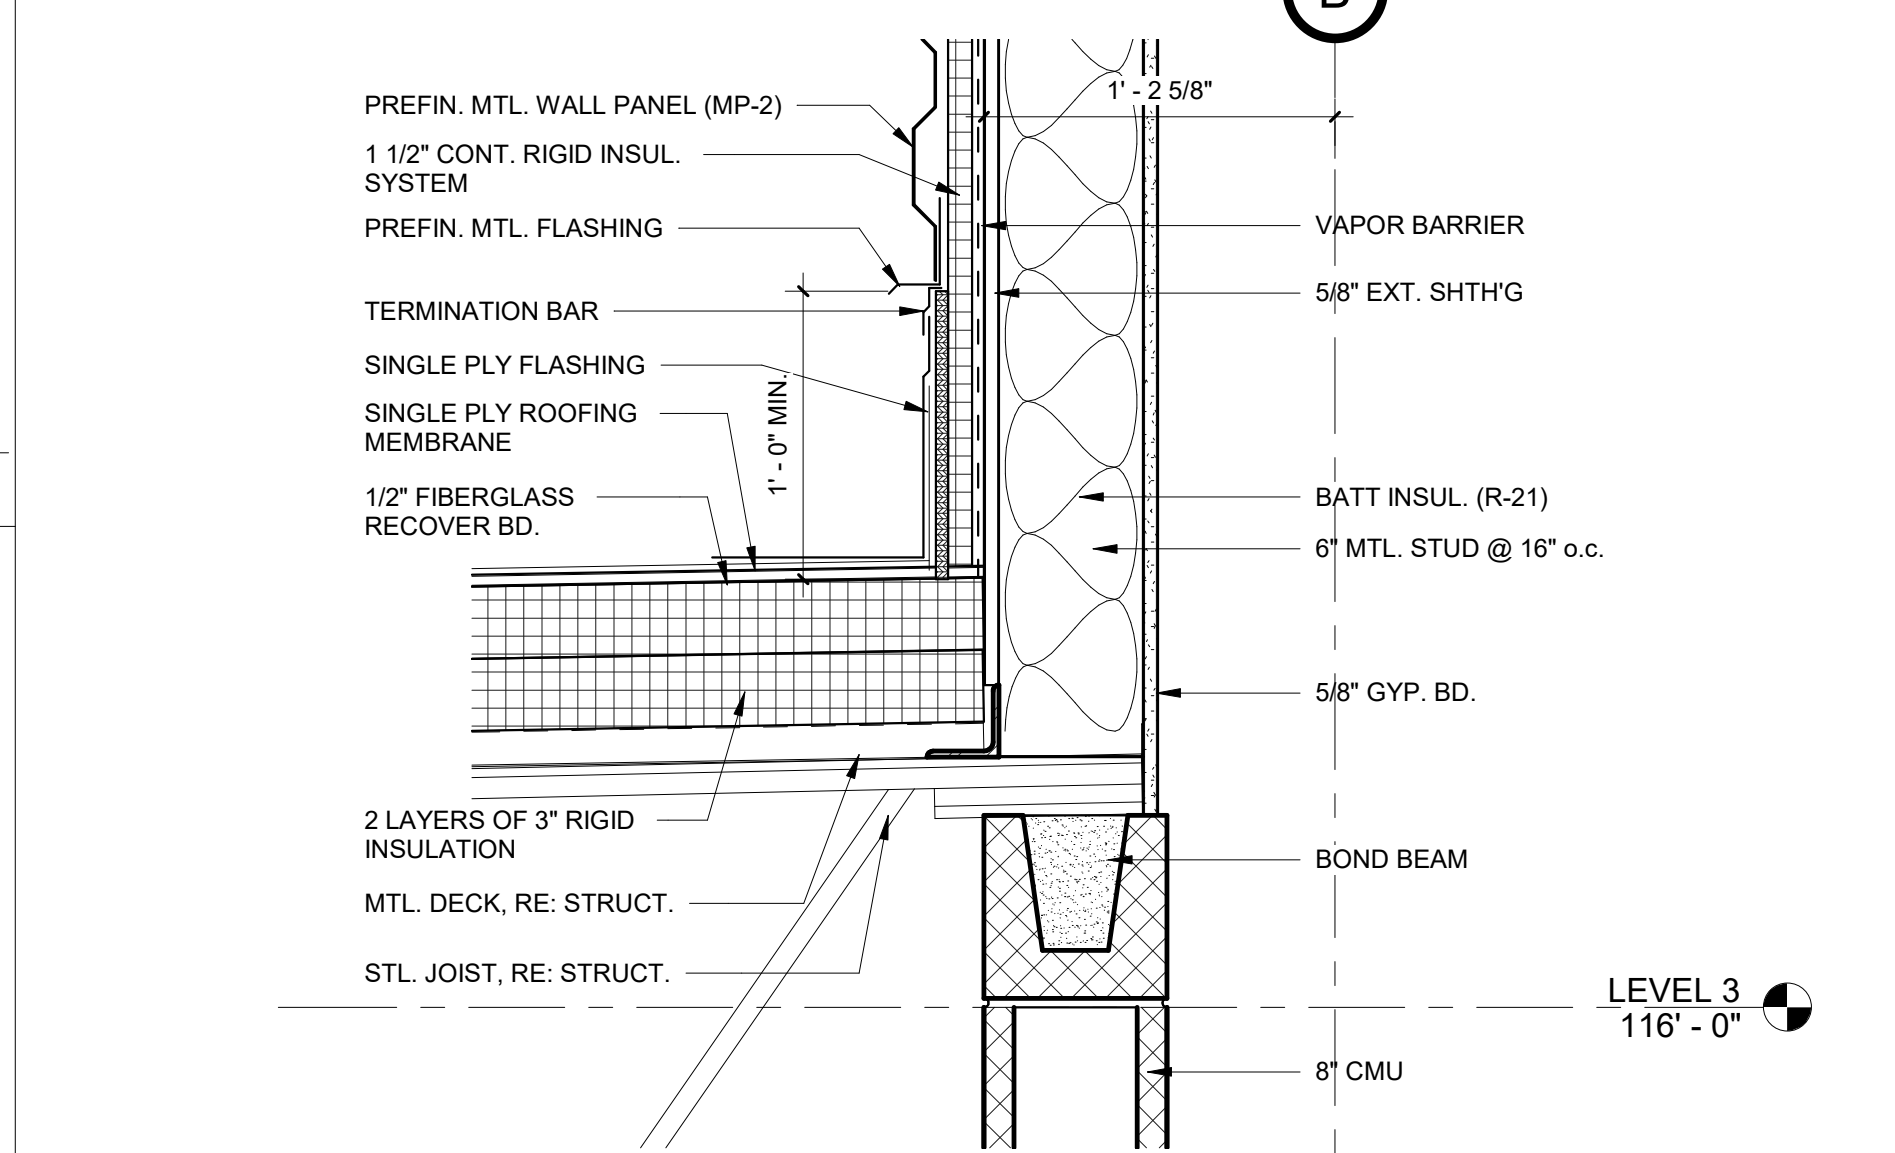 B
1' - 2 5/8"
PREFIN. MTL. WALL PANEL (MP-2)
1 1/2" CONT. RIGID INSUL.
SYSTEM
PREFIN. MTL. FLASHING
TERMINATION BAR
SINGLE PLY FLASHING
SINGLE PLY ROOFING
MEMBRANE
1/2" FIBERGLASS
RECOVER BD.
1' - 0" MIN.
2 LAYERS OF 3" RIGID
INSULATION
MTL. DECK, RE: STRUCT.
STL. JOIST, RE: STRUCT.
VAPOR BARRIER
5/8" EXT. SHTH'G
BATT INSUL. (R-21)
6" MTL. STUD @ 16" o.c.
5/8" GYP. BD.
BOND BEAM
LEVEL 3
116' - 0"
8" CMU